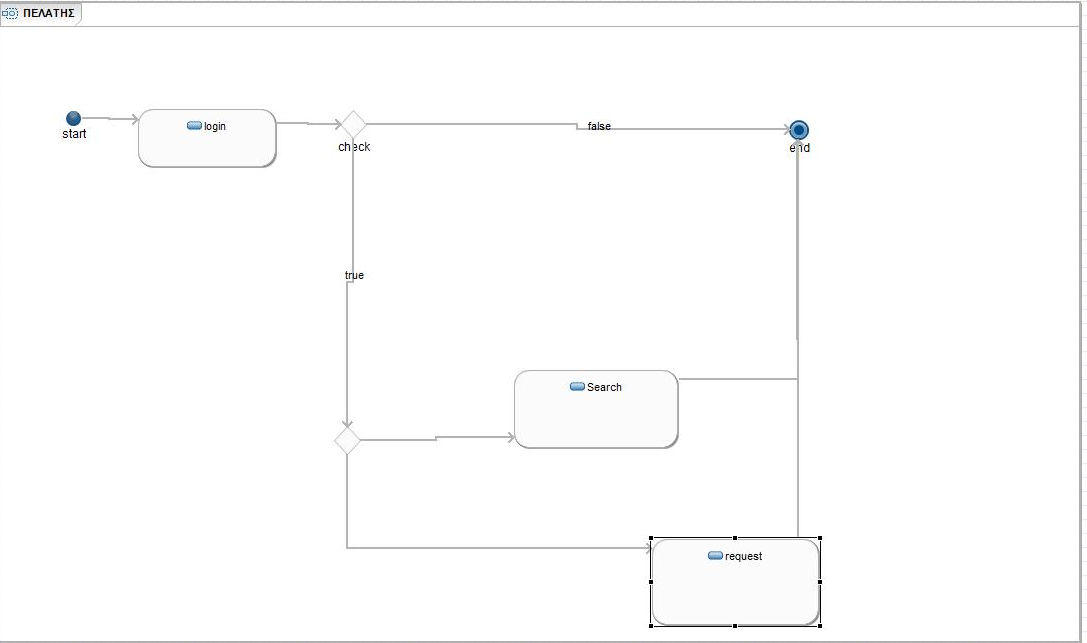 ΠΕΛΑΤΗΣ
start
login
check
false
end
true
Search
request